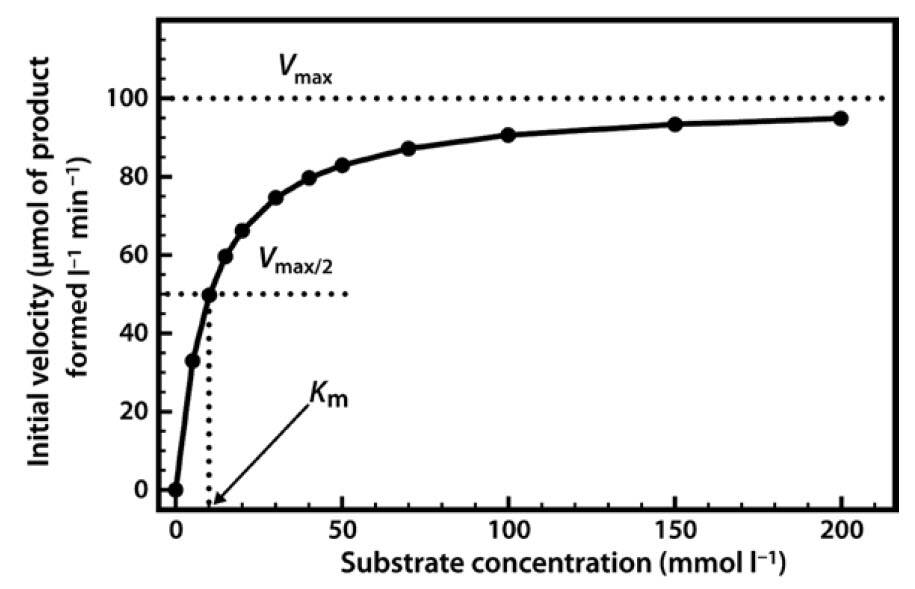 Initial velocity (µmol of product
formed l⁻¹ min⁻¹)
Vmax
100
80
60
Vmax/2
40
Km
20
0
0 50 100 150 200
Substrate concentration (mmol l⁻¹)